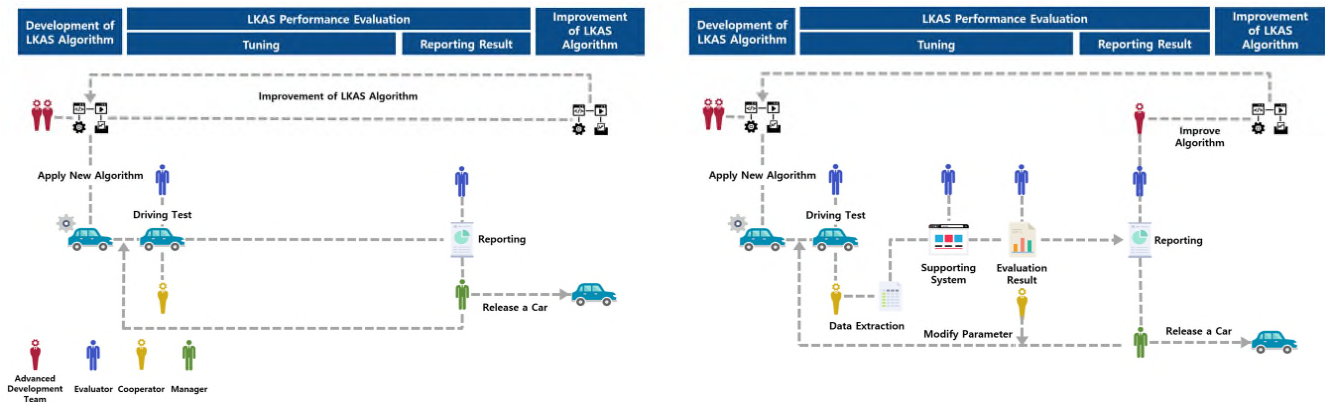 Development of
LKAS Algorithm
LKAS Performance Evaluation
Tuning
Reporting Result
Improvement
of LKAS
Algorithm
Improvement of LKAS Algorithm
Apply New Algorithm
Driving Test
Reporting
Release a Car
Advanced
Development
Team
Evaluator
Cooperator
Manager
Development of
LKAS Algorithm
LKAS Performance Evaluation
Tuning
Reporting Result
Improvement
of LKAS
Algorithm
Improve
Algorithm
Apply New Algorithm
Driving Test
Reporting
Supporting
System
Evaluation
Result
Data Extraction
Modify Parameter
Release a Car